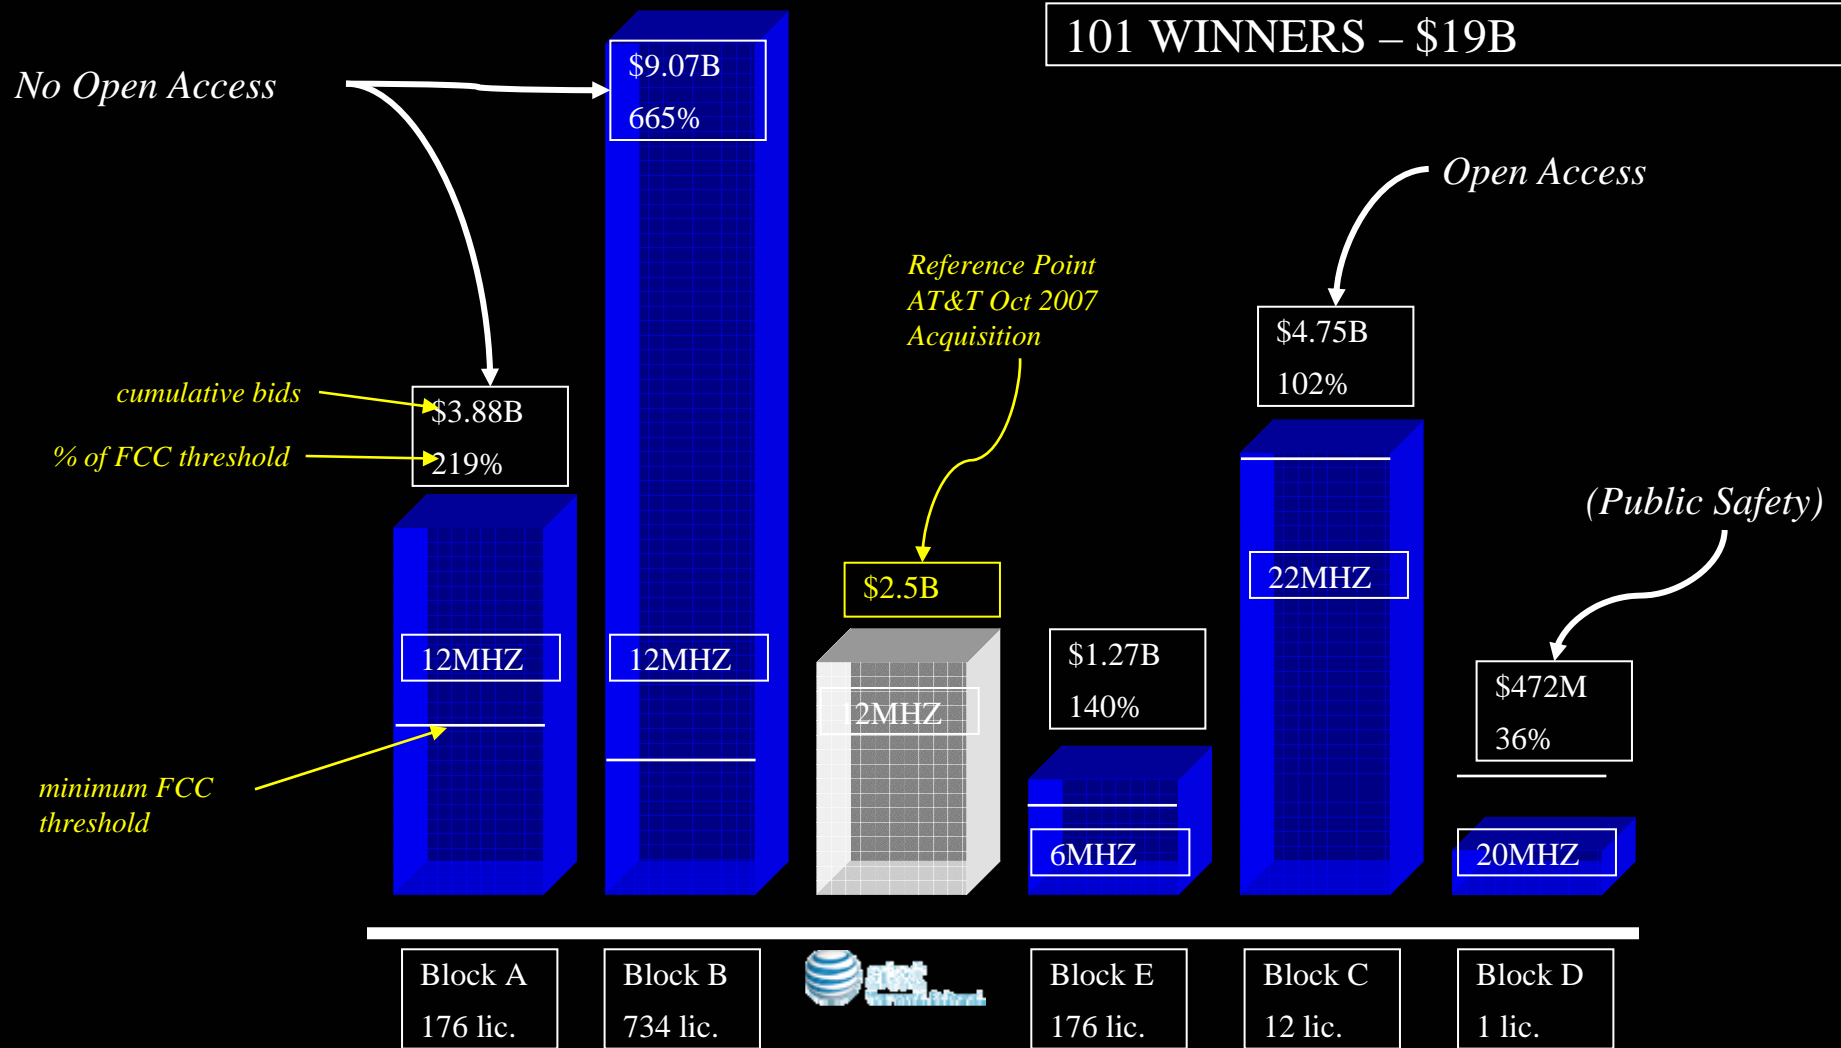 101 WINNERS – $19B
No Open Access
$9.07B
665%
Open Access
Reference Point
AT&T Oct 2007
Acquisition
$4.75B
102%
cumulative bids
% of FCC threshold
$3.88B
219%
(Public Safety)
$2.5B
22MHZ
12MHZ
12MHZ
12MHZ
$1.27B
140%
$472M
36%
minimum FCC
threshold
6MHZ
20MHZ
Block A
176 lic.
Block B
734 lic.
at&t
Block E
176 lic.
Block C
12 lic.
Block D
1 lic.